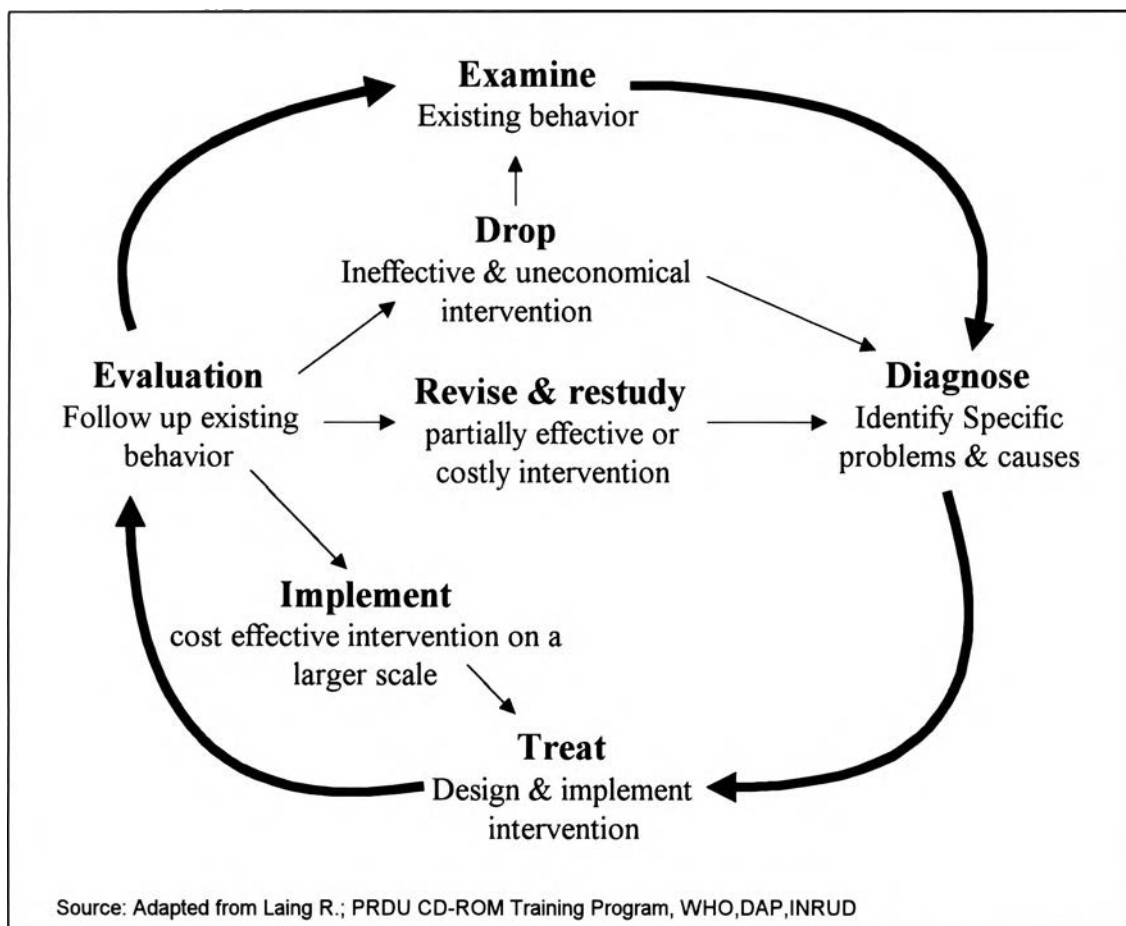 Examine
Existing behavior
Drop
Ineffective & uneconomical
intervention
Evaluation
Follow up existing
behavior
Revise & restudy
partially effective or
costly intervention
Diagnose
Identify Specific
problems & causes
Implement
cost effective intervention on a
larger scale
Treat
Design & implement
intervention
Source: Adapted from Laing R.; PRDU CD-ROM Training Program, WHO,DAP,INRUD